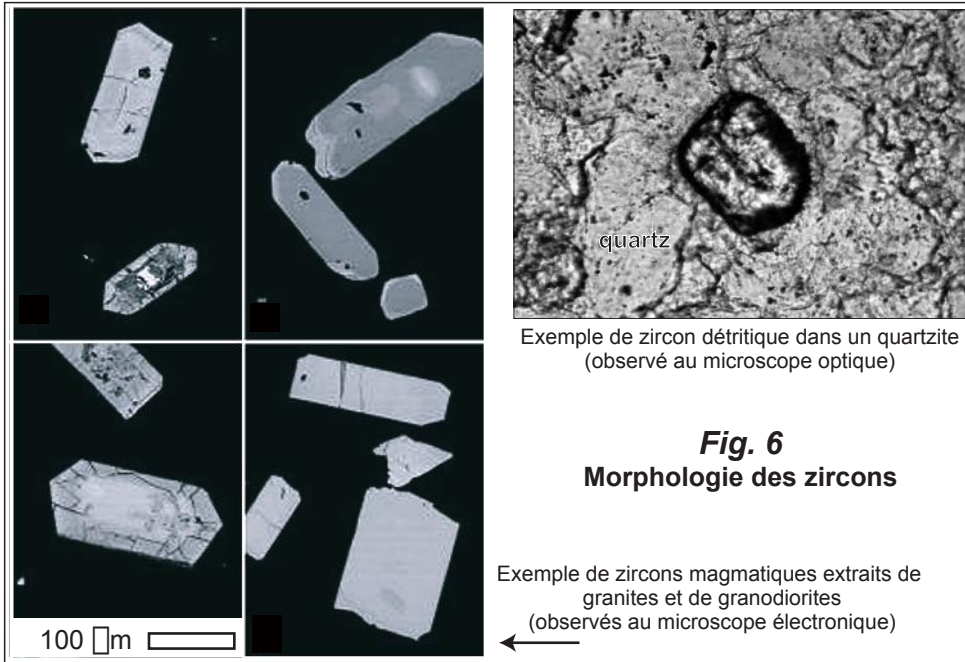 quartz
Exemple de zircon détritique dans un quartzite
(observé au microscope optique)
Fig. 6
Morphologie des zircons
Exemple de zircons magmatiques extraits de
granites et de granodiorites
(observés au microscope électronique)
100 □m